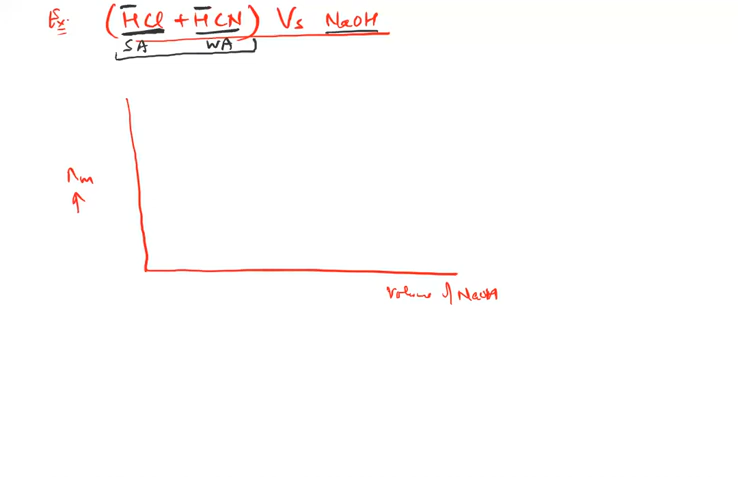 Ex. (HCl + HCN) Vs NaOH
SA WA
Λm
↑
Volume of NaOH